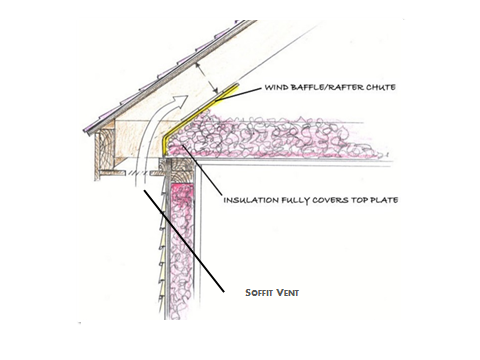 WIND BAFFLE/RAFTER CHUTE
INSULATION FULLY COVERS TOP PLATE
SOFFIT VENT